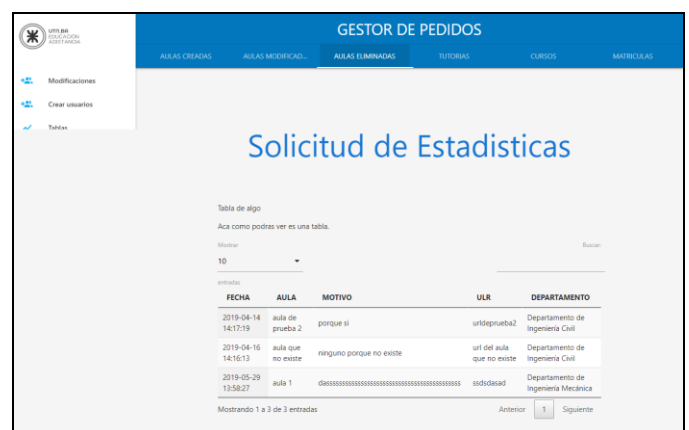 UTN.BA
EDUCACIÓN
A DISTANCIA
GESTOR DE PEDIDOS
AULAS CREADAS
AULAS MODIFICAD...
AULAS ELIMINADAS
TUTORIAS
CURSOS
MATRICULAS
Modificaciones
Crear usuarios
Tablas
Solicitud de Estadisticas
Tabla de algo
Aca como podras ver es una tabla.
Mostrar
Buscar:
10
entradas
FECHA AULA MOTIVO ULR DEPARTAMENTO
2019-04-14 aula de porque si urldeprueba2 Departamento de
14:17:19 prueba 2 Ingeniería Civil
2019-04-16 aula que ninguno porque no existe url del aula Departamento de
14:16:13 no existe que no existe Ingeniería Civil
2019-05-29 aula 1 ssdsdasad Departamento de
13:58:27 Ingeniería Mecánica
Mostrando 1 a 3 de 3 entradas
Anterior 1 Siguiente